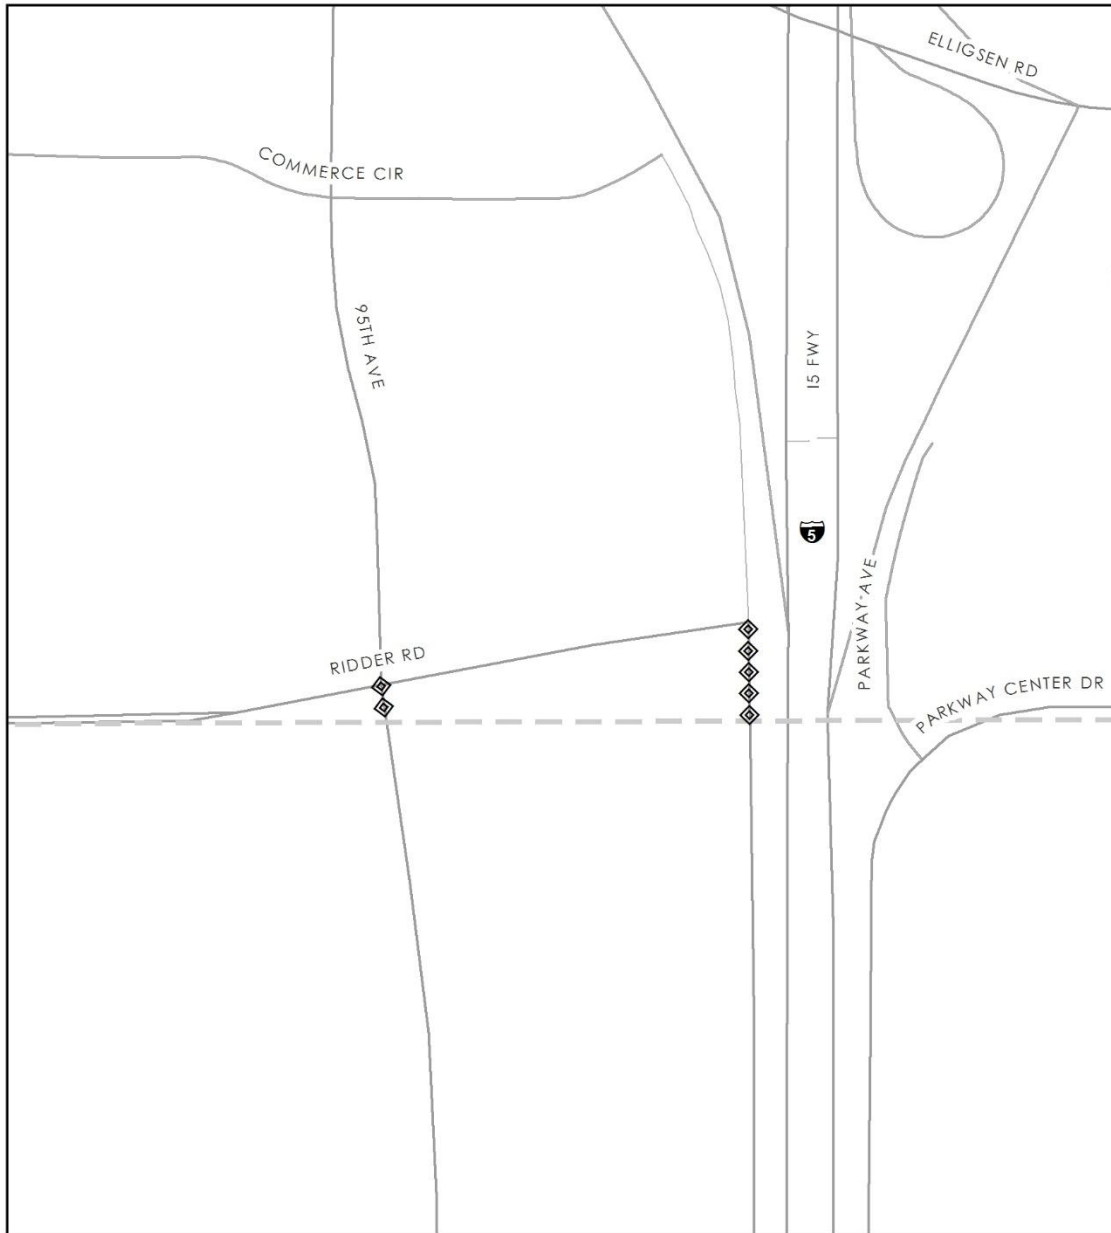 ELLIGSEN RD
COMMERCE CIR
95TH AVE
I5 FWY
5
PARKWAY AVE
RIDDER RD
PARKWAY CENTER DR